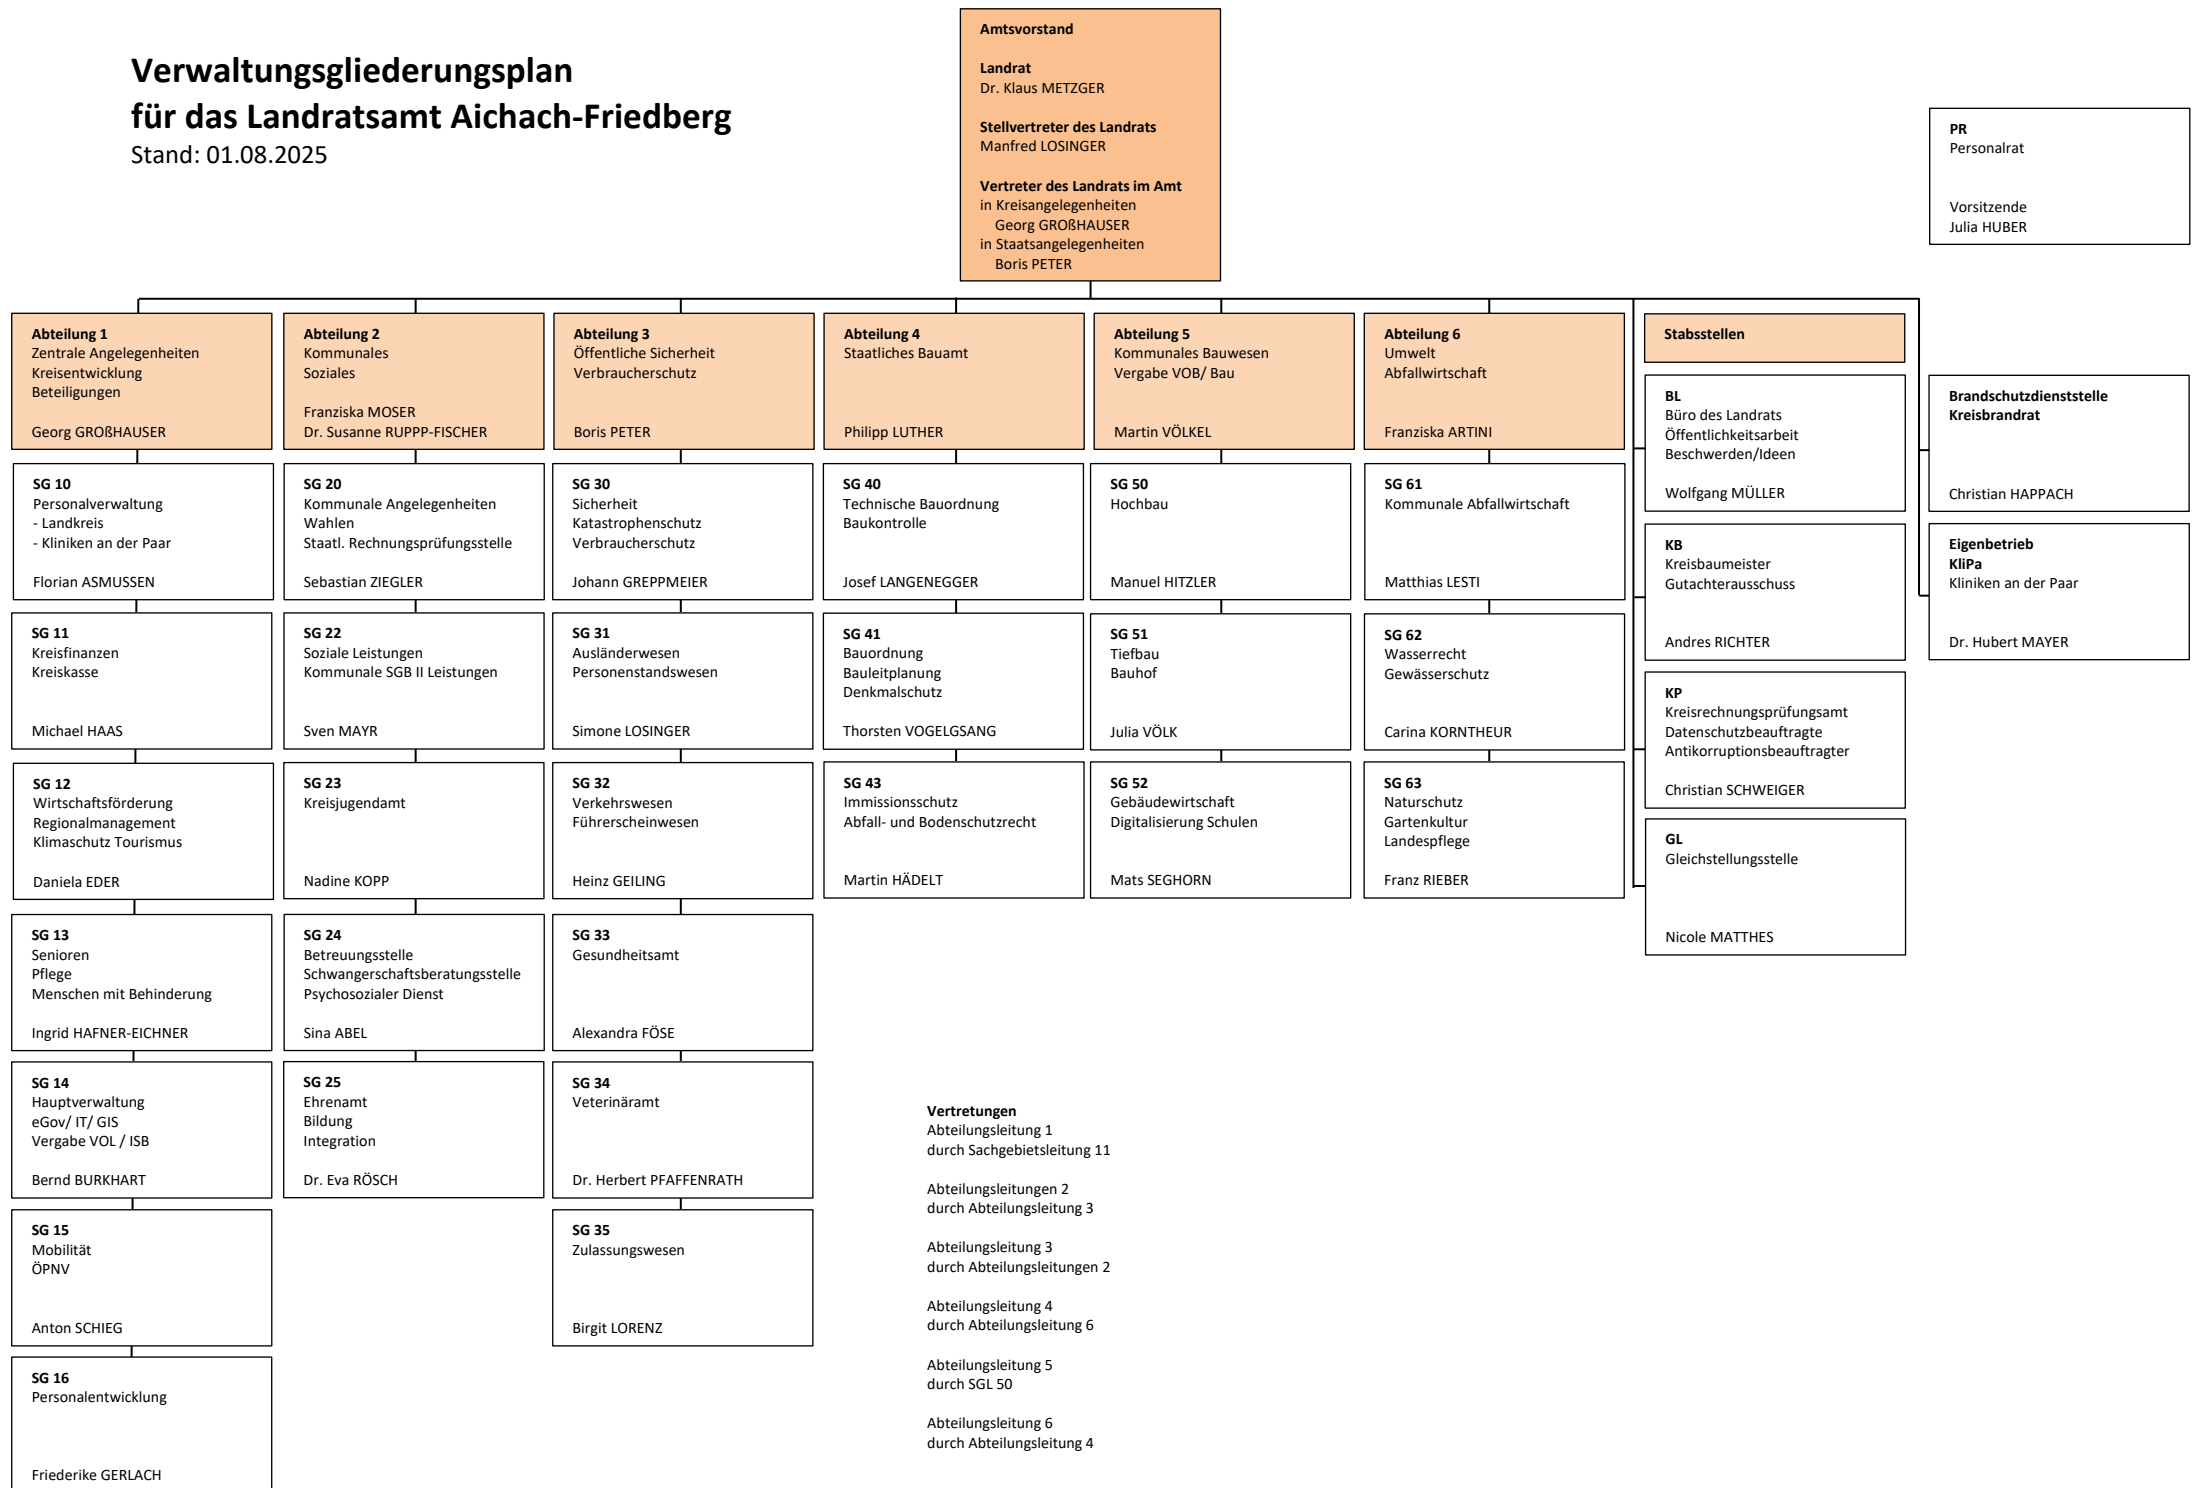 Verwaltungsgliederungsplan
für das Landratsamt Aichach-Friedberg
Stand: 01.08.2025
Amtsvorstand
Landrat
Dr. Klaus METZGER
Stellvertreter des Landrats
Manfred LOSINGER
Vertreter des Landrats im Amt
in Kreisangelegenheiten
Georg GROßHAUSER
in Staatsangelegenheiten
Boris PETER
PR
Personalrat
Vorsitzende
Julia HUBER
Abteilung 1
Zentrale Angelegenheiten
Kreisentwicklung
Beteiligungen
Georg GROßHAUSER
SG 10
Personalverwaltung
- Landkreis
- Kliniken an der Paar
Florian ASMUSSEN
SG 11
Kreisfinanzen
Kreiskasse
Michael HAAS
SG 12
Wirtschaftsförderung
Regionalmanagement
Klimaschutz Tourismus
Daniela EDER
SG 13
Senioren
Pflege
Menschen mit Behinderung
Ingrid HAFNER-EICHNER
SG 14
Hauptverwaltung
eGov/ IT/ GIS
Vergabe VOL / ISB
Bernd BURKHART
SG 15
Mobilität
ÖPNV
Anton SCHIEG
SG 16
Personalentwicklung
Friederike GERLACH
Abteilung 2
Kommunales
Soziales
Franziska MOSER
Dr. Susanne RUPPP-FISCHER
SG 20
Kommunale Angelegenheiten
Wahlen
Staatl. Rechnungsprüfungsstelle
Sebastian ZIEGLER
SG 22
Soziale Leistungen
Kommunale SGB II Leistungen
Sven MAYR
SG 23
Kreisjugendamt
Nadine KOPP
SG 24
Betreuungsstelle
Schwangerschaftsberatungsstelle
Psychosozialer Dienst
Sina ABEL
SG 25
Ehrenamt
Bildung
Integration
Dr. Eva RÖSCH
Abteilung 3
Öffentliche Sicherheit
Verbraucherschutz
Boris PETER
SG 30
Sicherheit
Katastrophenschutz
Verbraucherschutz
Johann GREPPMEIER
SG 31
Ausländerwesen
Personenstandswesen
Simone LOSINGER
SG 32
Verkehrswesen
Führerscheinwesen
Heinz GEILING
SG 33
Gesundheitsamt
Alexandra FÖSE
SG 34
Veterinäramt
Dr. Herbert PFAFFENRATH
SG 35
Zulassungswesen
Birgit LORENZ
Abteilung 4
Staatliches Bauamt
Philipp LUTHER
SG 40
Technische Bauordnung
Baukontrolle
Josef LANGENEGGER
SG 41
Bauordnung
Bauleitplanung
Denkmalschutz
Thorsten VOGELGSANG
SG 43
Immissionsschutz
Abfall- und Bodenschutzrecht
Martin HÄDELT
Abteilung 5
Kommunales Bauwesen
Vergabe VOB/ Bau
Martin VÖLKEL
SG 50
Hochbau
Manuel HITZLER
SG 51
Tiefbau
Bauhof
Julia VÖLK
SG 52
Gebäudewirtschaft
Digitalisierung Schulen
Mats SEGHORN
Abteilung 6
Umwelt
Abfallwirtschaft
Franziska ARTINI
SG 61
Kommunale Abfallwirtschaft
Matthias LESTI
SG 62
Wasserrecht
Gewässerschutz
Carina KORNTHEUR
SG 63
Naturschutz
Gartenkultur
Landespflege
Franz RIEBER
Stabsstellen
BL
Büro des Landrats
Öffentlichkeitsarbeit
Beschwerden/Ideen
Wolfgang MÜLLER
KB
Kreisbaumeister
Gutachterausschuss
Andres RICHTER
KP
Kreisrechnungsprüfungsamt
Datenschutzbeauftragte
Antikorruptionsbeauftragter
Christian SCHWEIGER
GL
Gleichstellungsstelle
Nicole MATTHES
Brandschutzdienststelle
Kreisbrandrat
Christian HAPPACH
Eigenbetrieb
KliPa
Kliniken an der Paar
Dr. Hubert MAYER
Vertretungen
Abteilungsleitung 1
durch Sachgebietsleitung 11
Abteilungsleitungen 2
durch Abteilungsleitung 3
Abteilungsleitung 3
durch Abteilungsleitungen 2
Abteilungsleitung 4
durch Abteilungsleitung 6
Abteilungsleitung 5
durch SGL 50
Abteilungsleitung 6
durch Abteilungsleitung 4